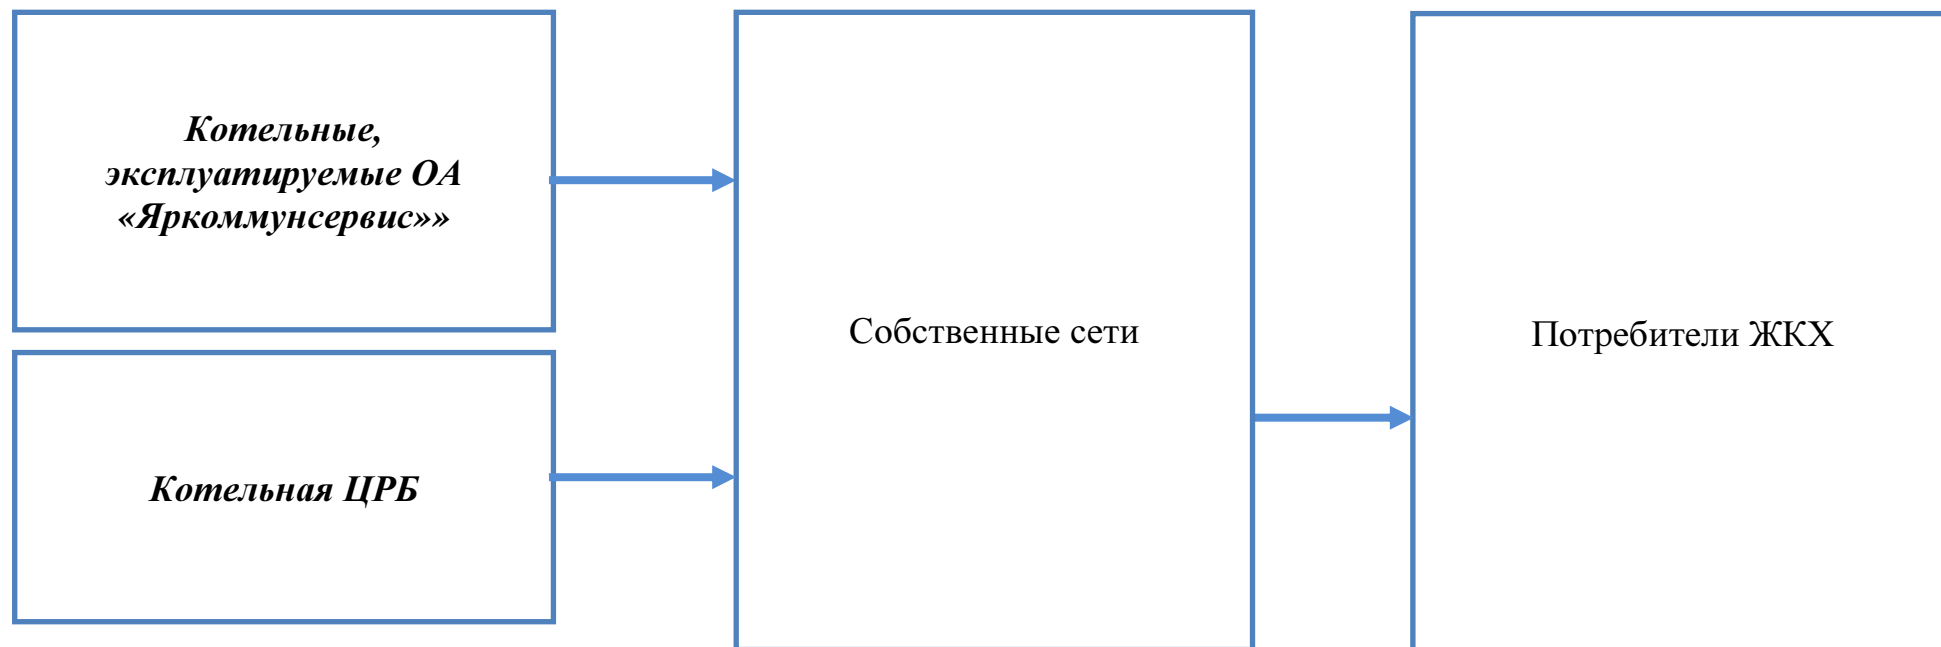 Котельные,
эксплуатируемые ОА
«Яркоммунсервис»»
Котельная ЦРБ
Собственные сети
Потребители ЖКХ